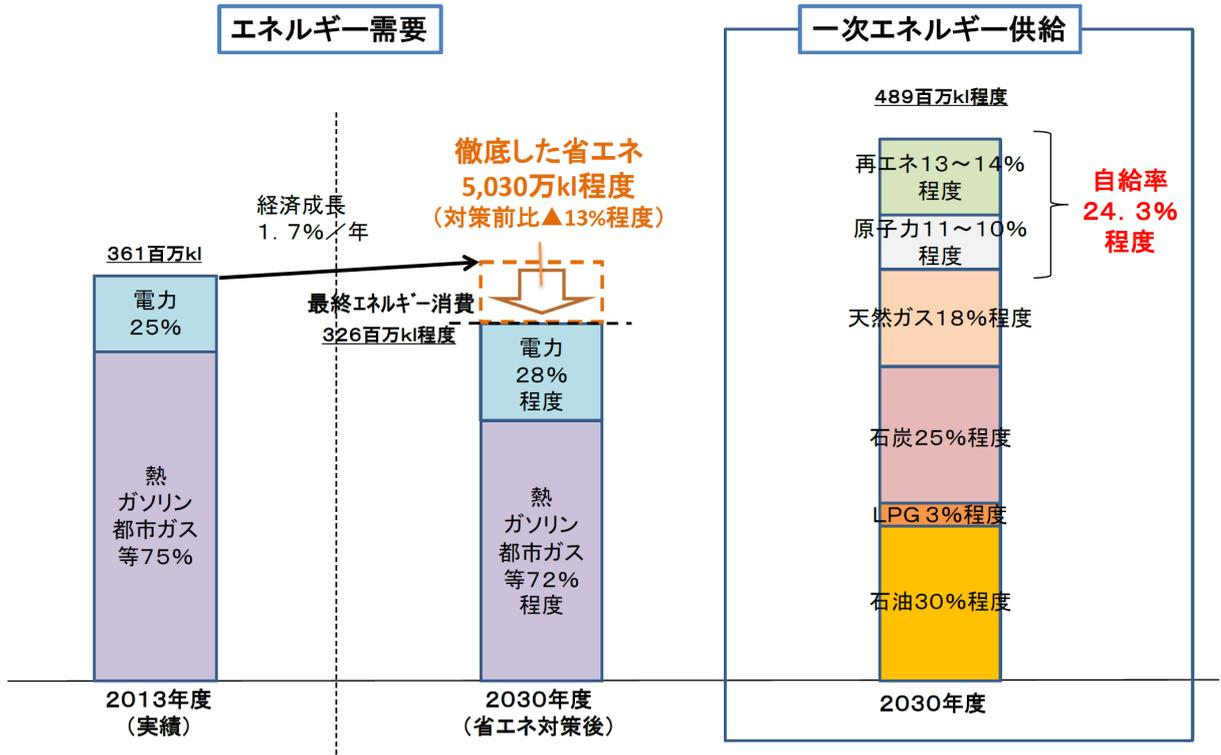 エネルギー需要
一次エネルギー供給
489百万kl程度
徹底した省エネ
5,030万kl程度
（対策前比▲13%程度）
経済成長
1．7%／年
361百万kl
電力
25%
熱
ガソリン
都市ガス
等75%
最終エネルギー消費
326百万kl程度
電力
28%
程度
熱
ガソリン
都市ガス
等72%
程度
再エネ13～14%
程度
原子力11～10%
程度
天然ガス18%程度
石炭25%程度
LPG 3%程度
石油30%程度
自給率
24．3%
程度
2013年度
（実績）
2030年度
（省エネ対策後）
2030年度